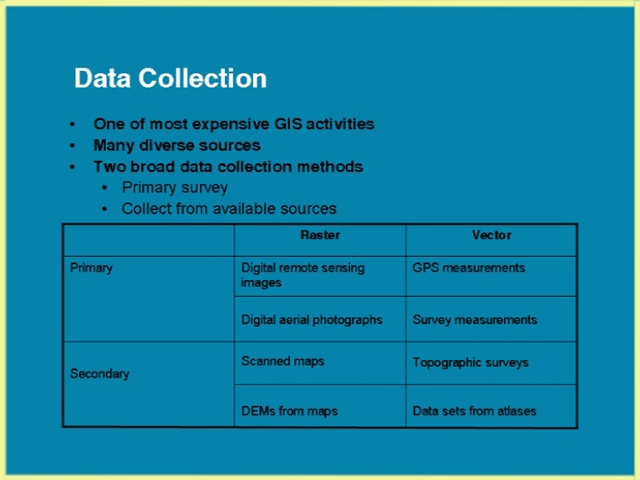 Data Collection
• One of most expensive GIS activities
• Many diverse sources
• Two broad data collection methods
• Primary survey
• Collect from available sources
Raster Vector
Primary Digital remote sensing GPS measurements
images
Digital aerial photographs Survey measurements
Scanned maps Topographic surveys
Secondary
DEMs from maps Data sets from atlases